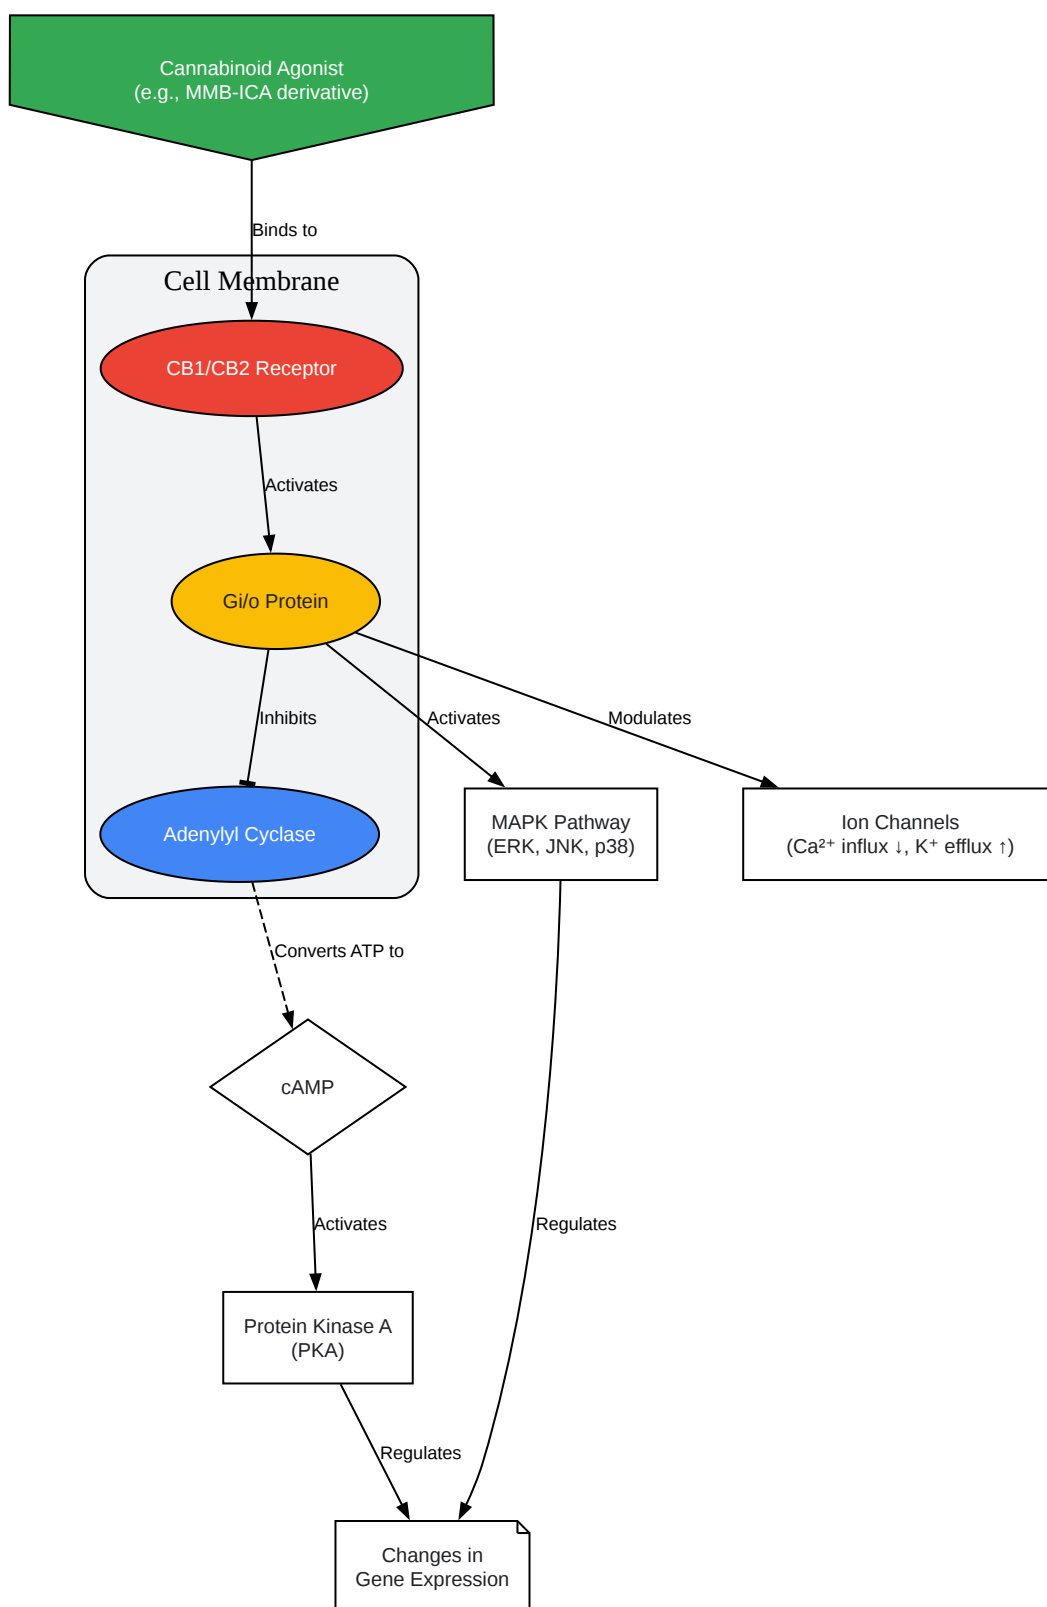 Cannabinoid Agonist
(e.g., MMB-ICA derivative)
Binds to
Cell Membrane
CB1/CB2 Receptor
Activates
Gi/o Protein
Inhibits
Activates
Modulates
Adenylyl Cyclase
MAPK Pathway
(ERK, JNK, p38)
Ion Channels
(Ca²⁺ influx ↓, K⁺ efflux ↑)
Converts ATP to
cAMP
Activates
Regulates
Protein Kinase A
(PKA)
Regulates
Changes in
Gene Expression